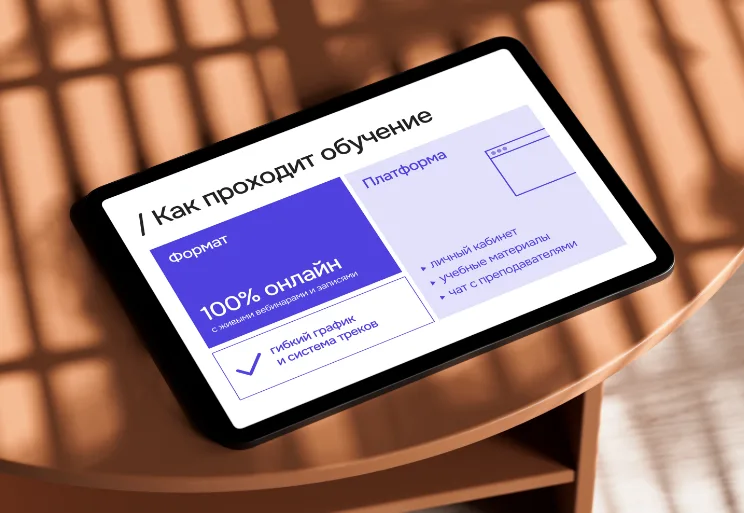 / Как проходит обучение
Формат
100% онлайн
с живыми вебинарами и записями
гибкий график
и система треков
Платформа
▸ личный кабинет
▸ учебные материалы
▸ чат с преподавателями